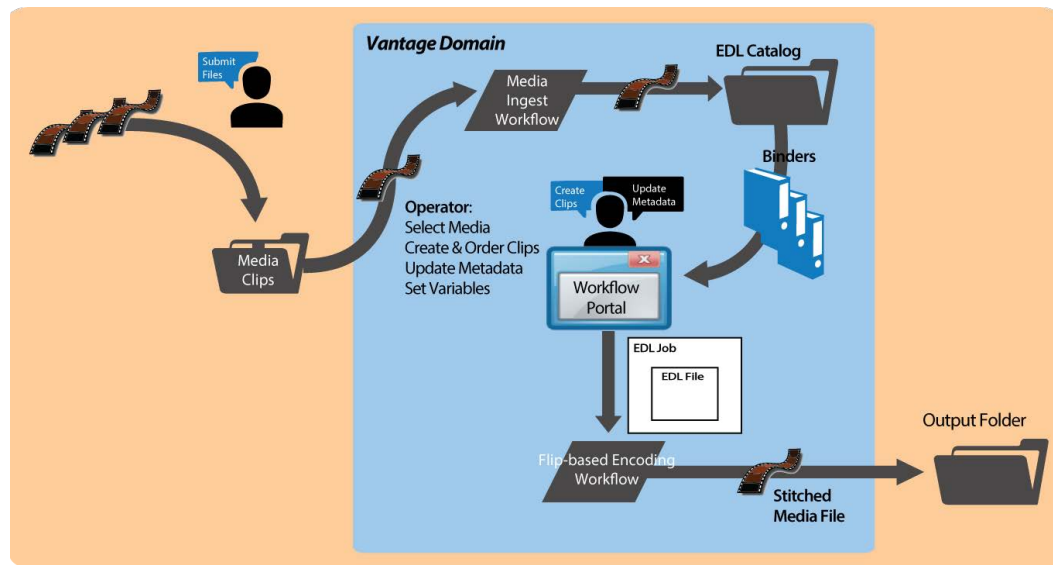 Vantage Domain
EDL Catalog
Submit
Files
Media
Ingest
Workflow
Binders
Create
Clips
Update
Metadata
Operator:
Select Media
Create & Order Clips
Update Metadata
Set Variables
Media
Clips
X
Workflow
Portal
EDL Job
EDL File
Output Folder
Flip-based Encoding
Workflow
Stitched
Media File